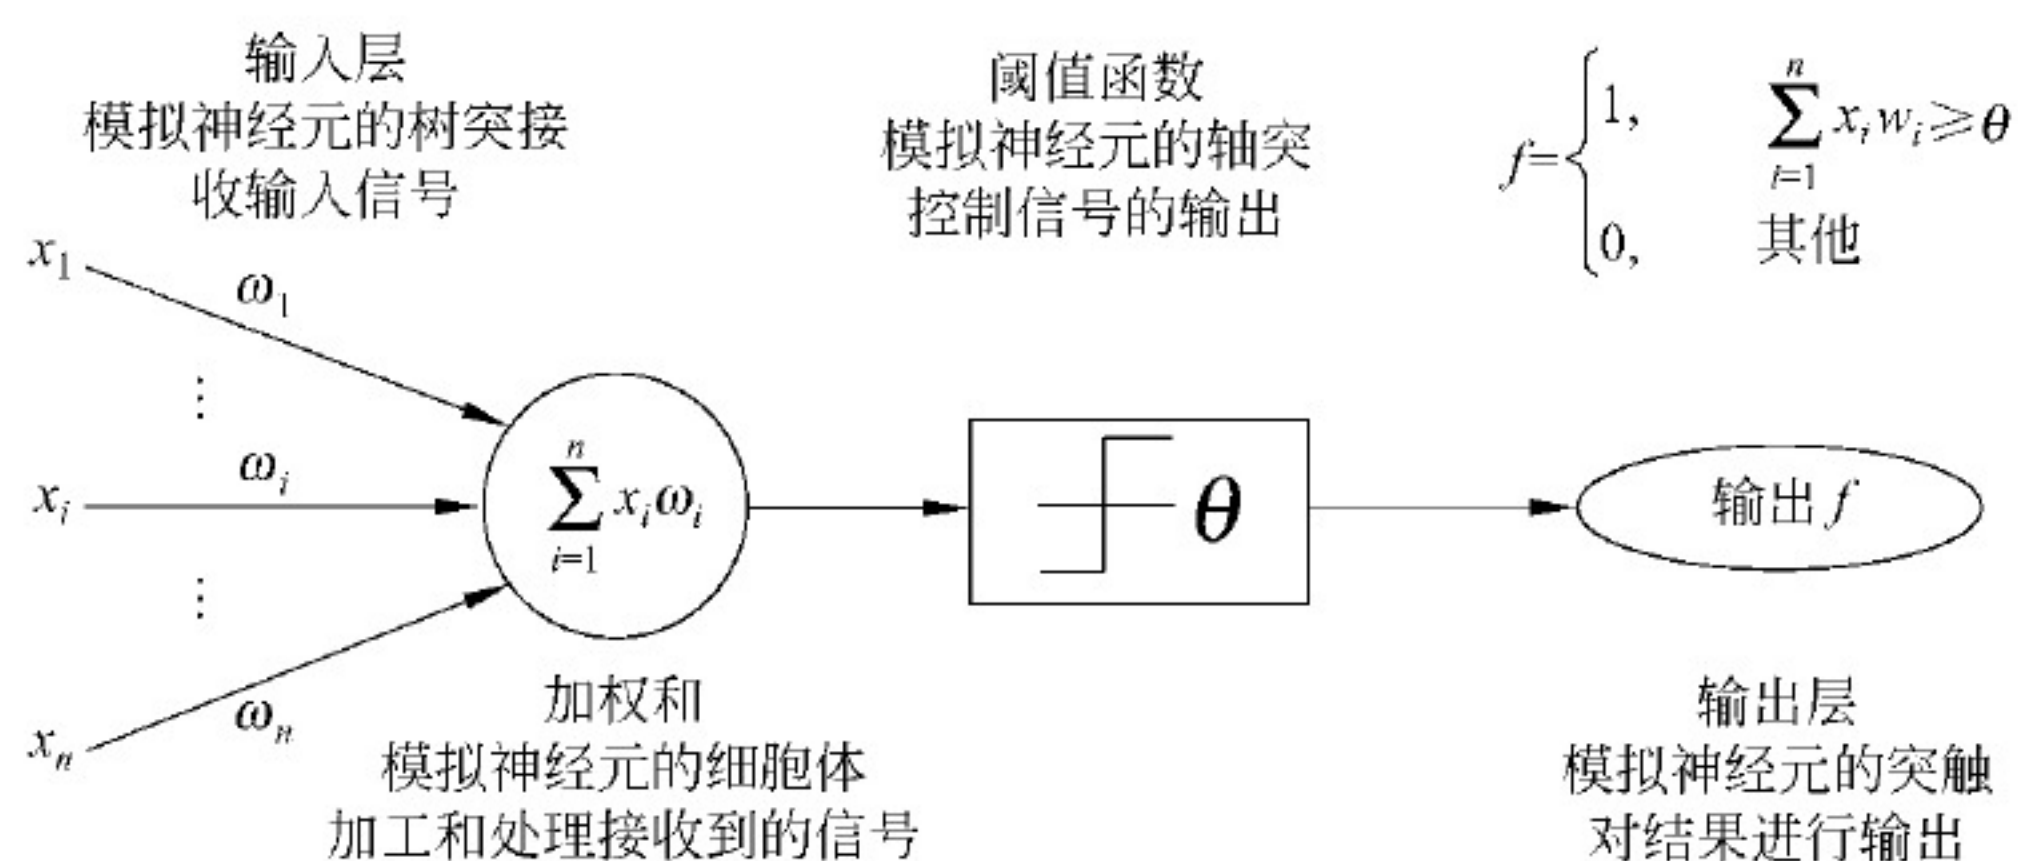 输入层
模拟神经元的树突接
收输入信号
阈值函数
模拟神经元的轴突
控制信号的输出
f={1, ∑_{i=1}^{n} x_i w_i ≥ θ
0, 其他
x_1
ω_1
⋮
x_i
ω_i
⋮
x_n
ω_n
∑_{i=1}^{n} x_i ω_i
θ
输出 f
加权和
模拟神经元的细胞体
加工和处理接收到的信号
输出层
模拟神经元的突触
对结果进行输出